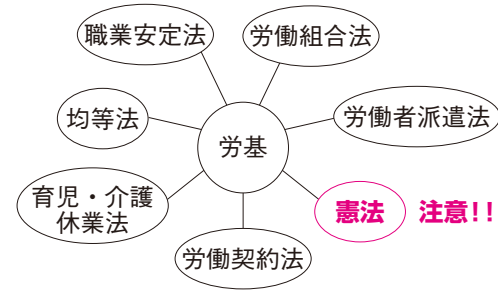 職業安定法
労働組合法
均等法
労働者派遣法
労基
育児・介護
休業法
憲法 注意!!
労働契約法